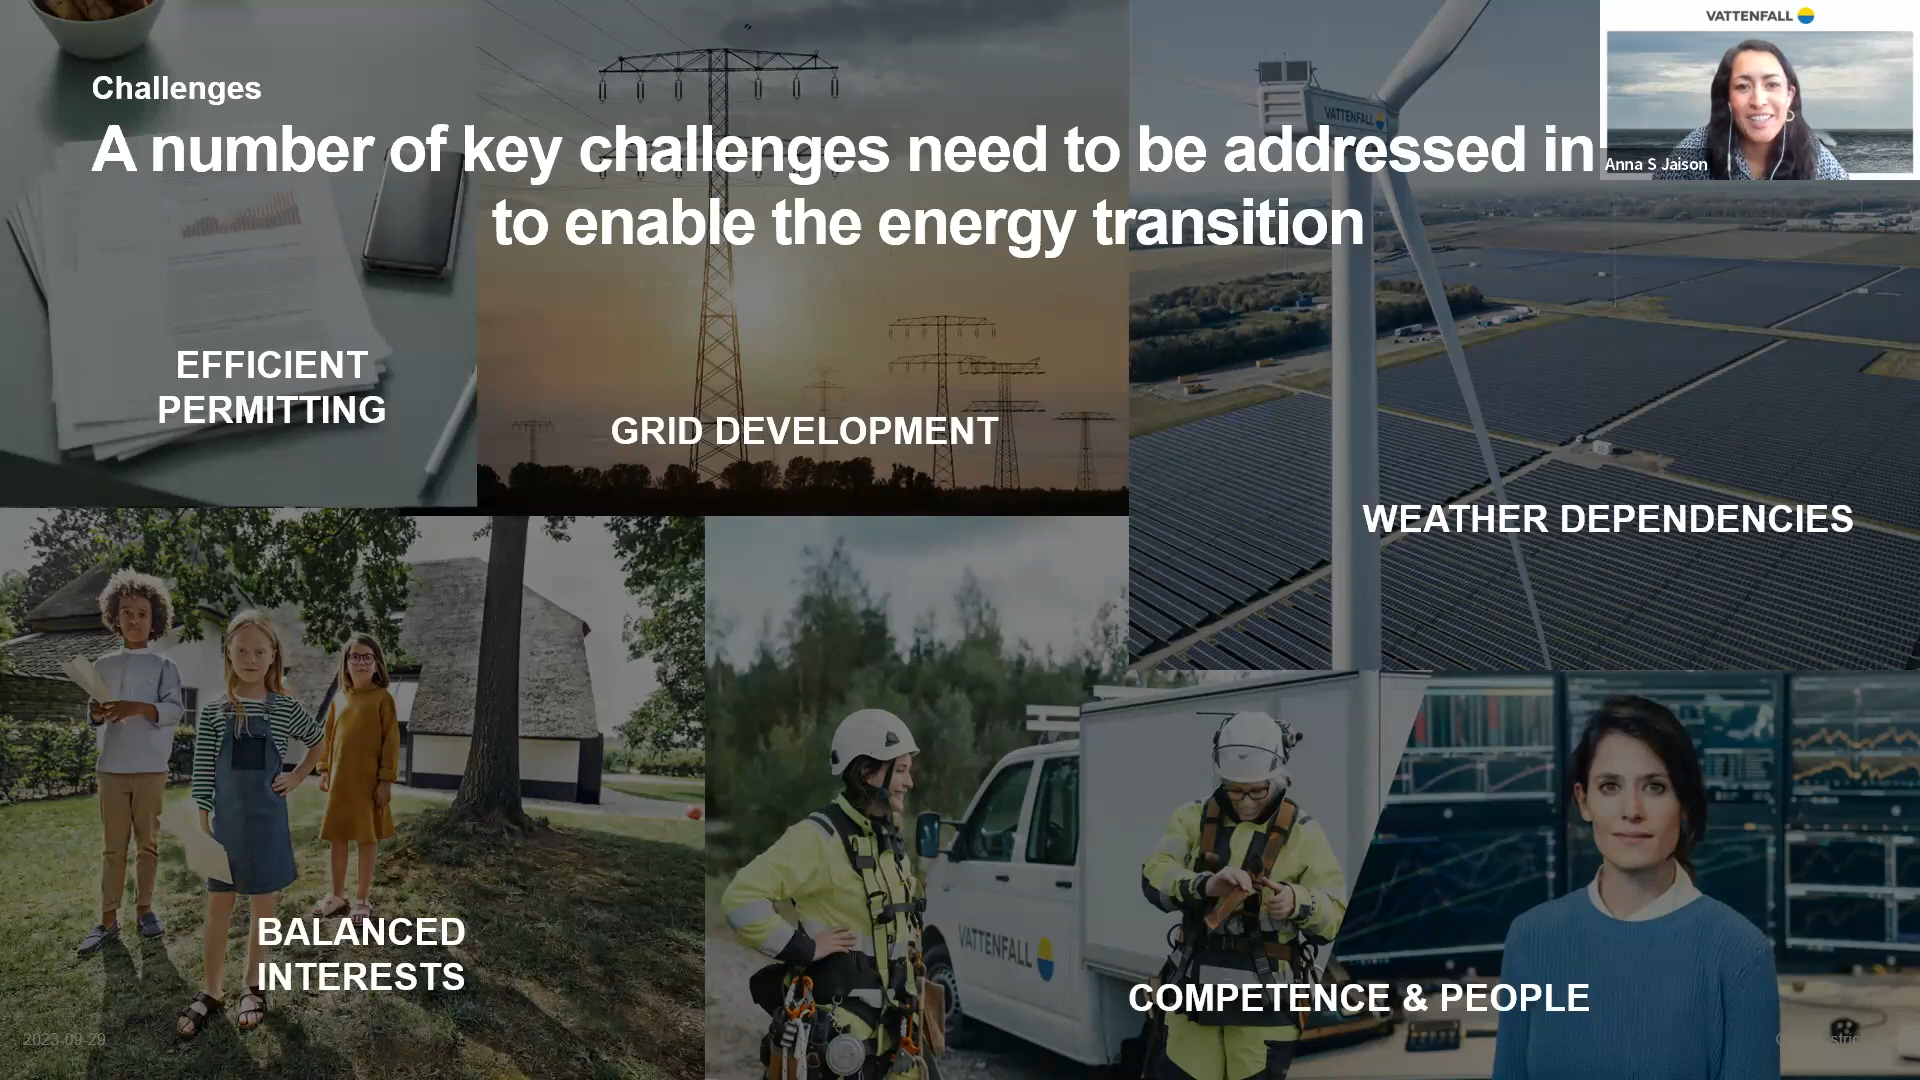 VATTENFALL
Challenges
A number of key challenges need to be addressed in
to enable the energy transition
Anna S Jaison
VATTENFALL
EFFICIENT
PERMITTING
GRID DEVELOPMENT
WEATHER DEPENDENCIES
BALANCED
INTERESTS
VATTENFALL
COMPETENCE & PEOPLE
2023-09-29